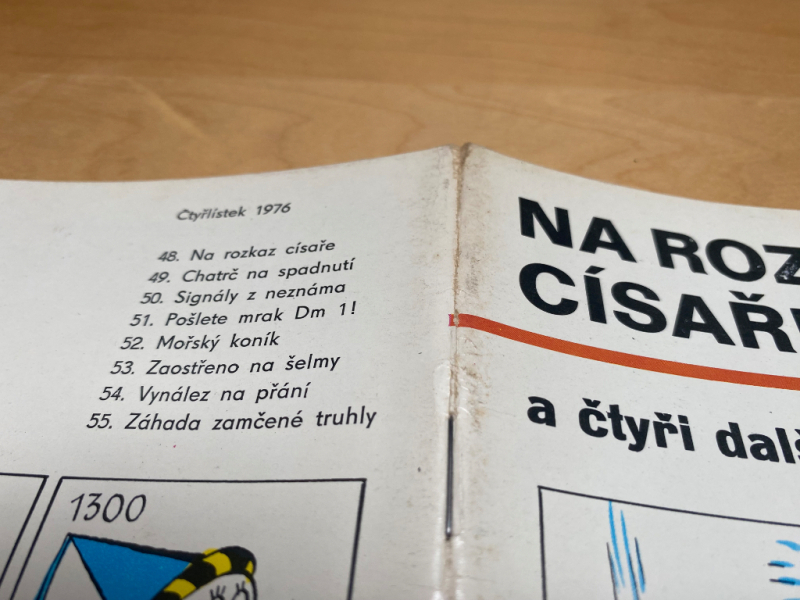 Čtyřlístek 1976
48. Na rozkaz císaře
49. Chatrč na spadnutí
50. Signály z neznáma
51. Pošlete mrak Dm 1!
52. Mořský koník
53. Zaostřeno na šelmy
54. Vynález na přání
55. Záhada zamčené truhly
1300
NA ROZ
CÍSAŘ
a čtyři dalš